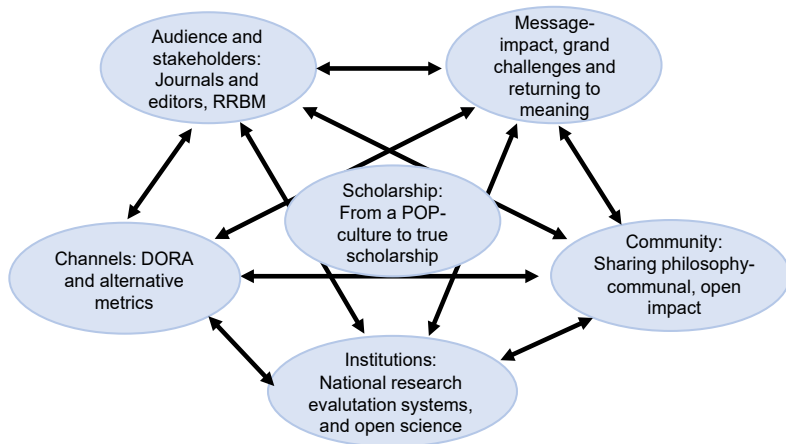 Audience and
stakeholders:
Journals and
editors, RRBM
Message-
impact, grand
challenges and
returning to
meaning
Scholarship:
From a POP-
culture to true
scholarship
Channels: DORA
and alternative
metrics
Community:
Sharing philosophy-
communal, open
impact
Institutions:
National research
evalutation systems,
and open science